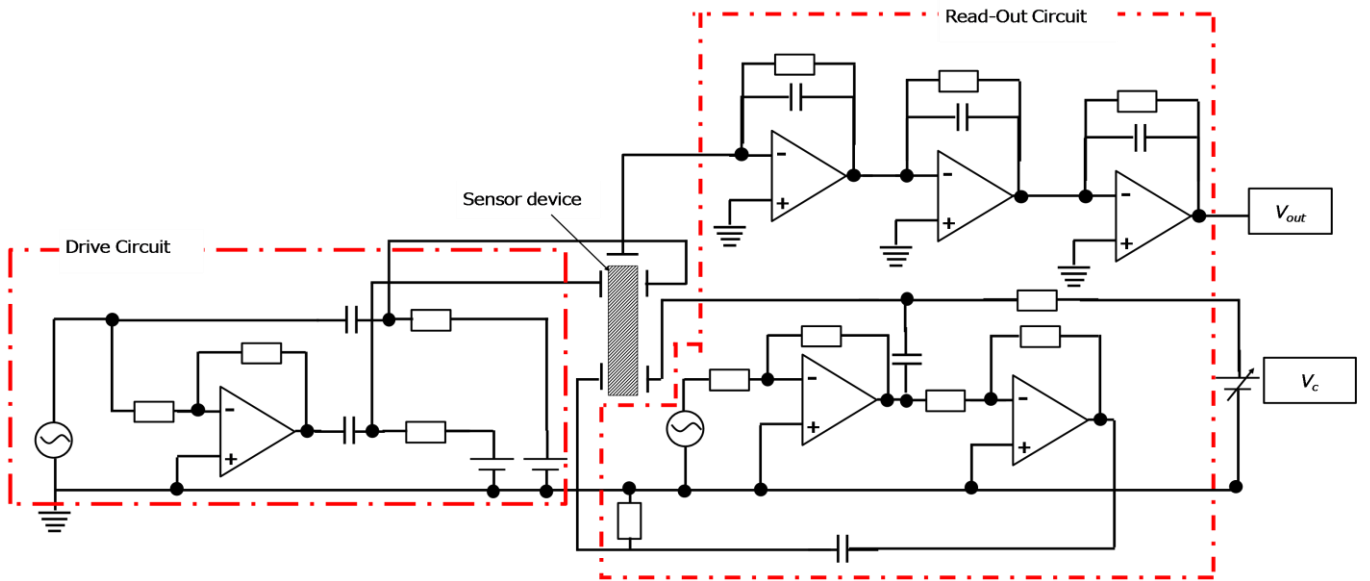 Read-Out Circuit
Sensor device
Drive Circuit
Vout
Vc
- + 
- + 
- + 
- + 
- + 
- +